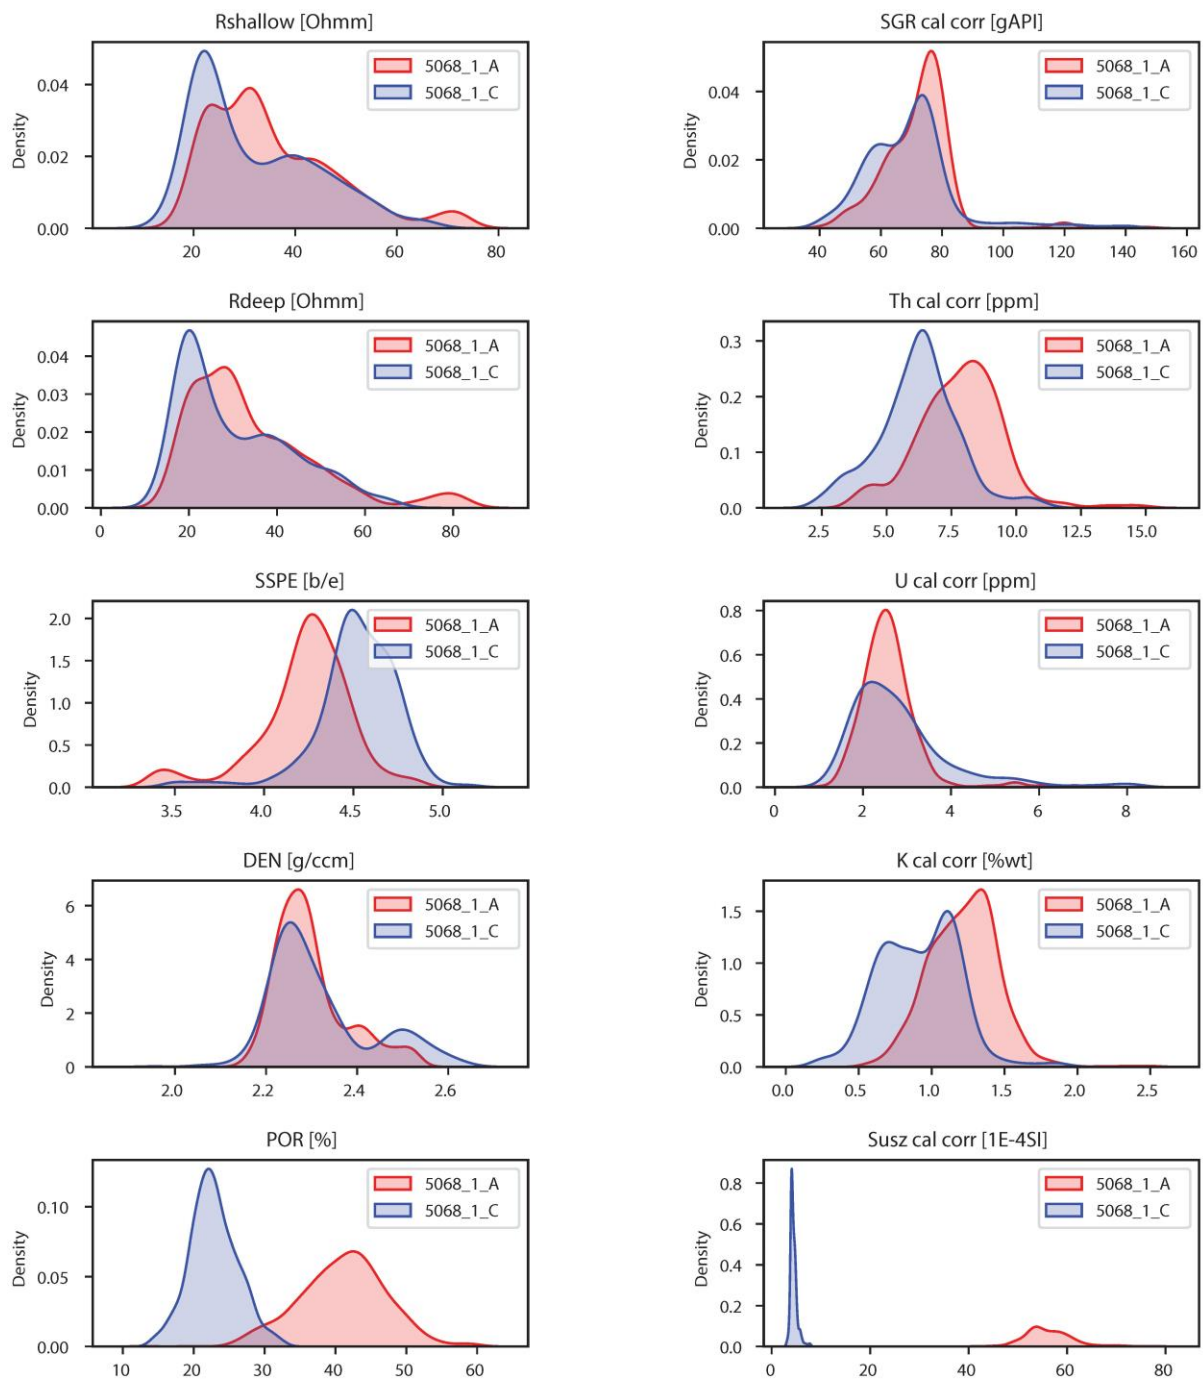 Rshallow [Ohmm]
Density
0.04
0.02
0.00
5068_1_A
5068_1_C
20 40 60 80
SGR cal corr [gAPI]
Density
0.04
0.02
0.00
5068_1_A
5068_1_C
40 60 80 100 120 140 160
Rdeep [Ohmm]
Density
0.04
0.03
0.02
0.01
0.00
5068_1_A
5068_1_C
0 20 40 60 80
Th cal corr [ppm]
Density
0.3
0.2
0.1
0.0
5068_1_A
5068_1_C
2.5 5.0 7.5 10.0 12.5 15.0
SSPE [b/e]
Density
2.0
1.5
1.0
0.5
0.0
5068_1_A
5068_1_C
3.5 4.0 4.5 5.0
U cal corr [ppm]
Density
0.8
0.6
0.4
0.2
0.0
5068_1_A
5068_1_C
0 2 4 6 8
DEN [g/ccm]
Density
6
4
2
0
5068_1_A
5068_1_C
2.0 2.2 2.4 2.6
K cal corr [%wt]
Density
1.5
1.0
0.5
0.0
5068_1_A
5068_1_C
0.0 0.5 1.0 1.5 2.0 2.5
POR [%]
Density
0.10
0.05
0.00
5068_1_A
5068_1_C
10 20 30 40 50 60
Susz cal corr [1E-4SI]
Density
0.8
0.6
0.4
0.2
0.0
5068_1_A
5068_1_C
0 20 40 60 80